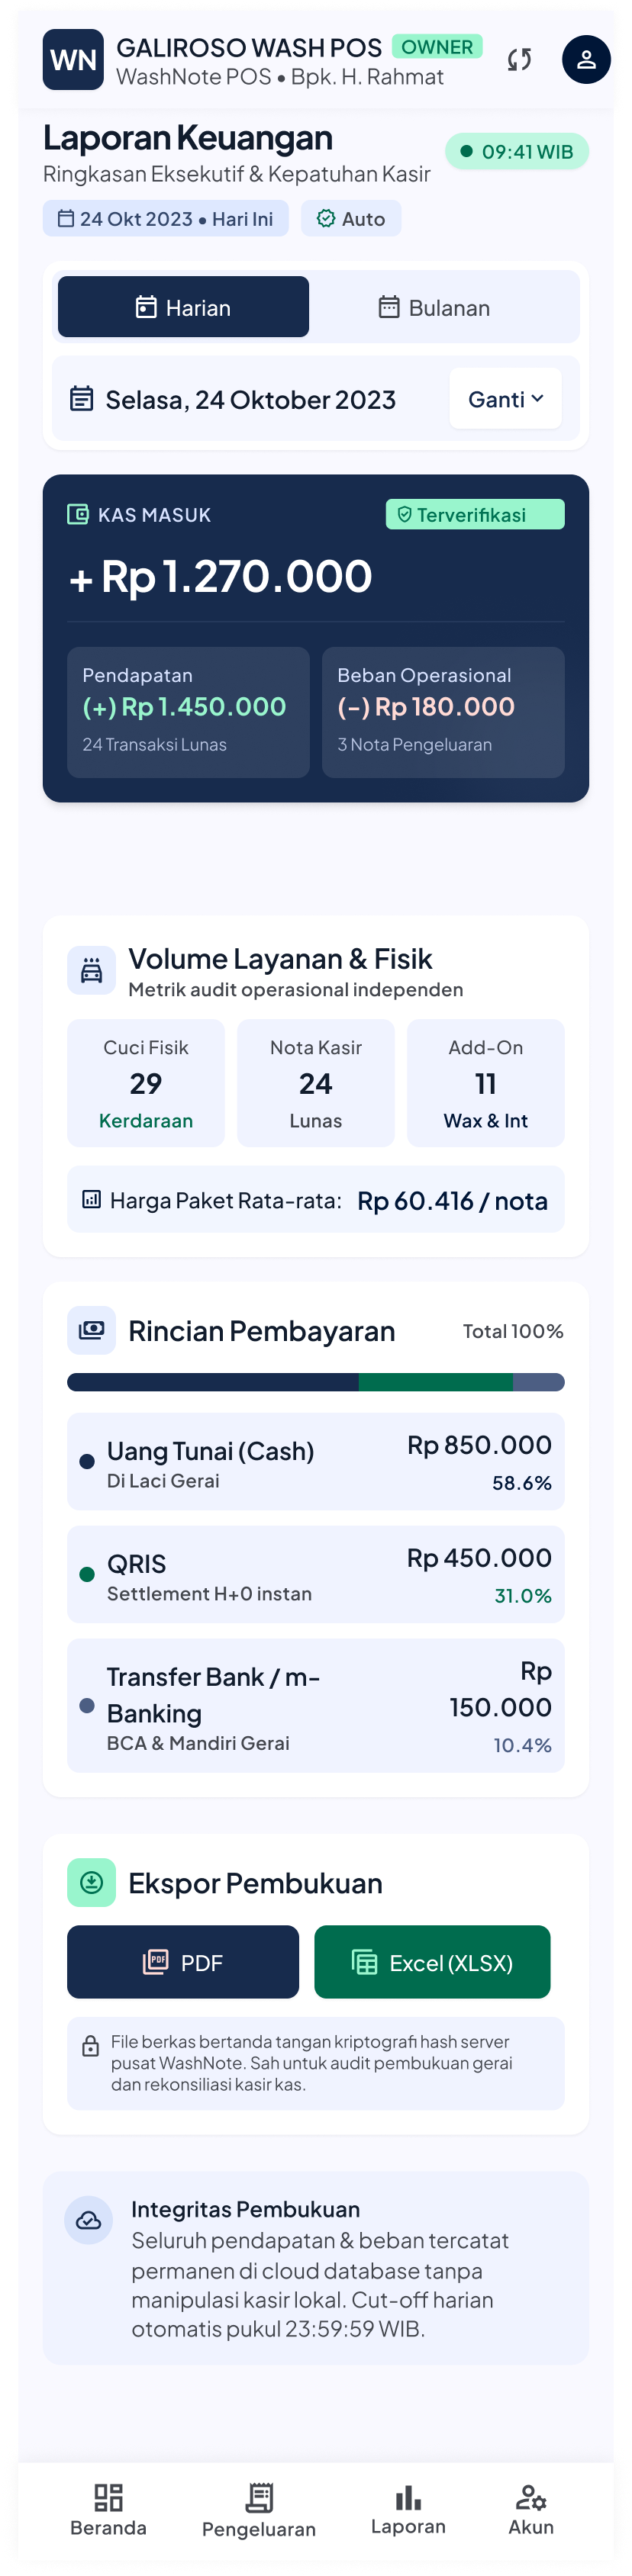 WN
GALIROSO WASH POS OWNER
WashNote POS • Bpk. H. Rahmat
Laporan Keuangan
Ringkasan Eksekutif & Kepatuhan Kasir
09:41 WIB
24 Okt 2023 • Hari Ini
Auto
Harian
Bulanan
Selasa, 24 Oktober 2023
Ganti
KAS MASUK
Terverifikasi
+ Rp 1.270.000
Pendapatan
(+) Rp 1.450.000
24 Transaksi Lunas
Beban Operasional
(−) Rp 180.000
3 Nota Pengeluaran
Volume Layanan & Fisik
Metrik audit operasional independen
Cuci Fisik
29
Kerdaraan
Nota Kasir
24
Lunas
Add-On
11
Wax & Int
Harga Paket Rata-rata: Rp 60.416 / nota
Rincian Pembayaran
Total 100%
Uang Tunai (Cash)
Di Laci Gerai
Rp 850.000
58.6%
QRIS
Settlement H+0 instan
Rp 450.000
31.0%
Transfer Bank / m-
Banking
BCA & Mandiri Gerai
Rp
150.000
10.4%
Ekspor Pembukuan
PDF
PDF
Excel (XLSX)
File berkas bertanda tangan kriptografi hash server
pusat WashNote. Sah untuk audit pembukuan gerai
dan rekonsiliasi kasir kas.
Integritas Pembukuan
Seluruh pendapatan & beban tercatat
permanen di cloud database tanpa
manipulasi kasir lokal. Cut-off harian
otomatis pukul 23:59:59 WIB.
Beranda
Pengeluaran
Laporan
Akun